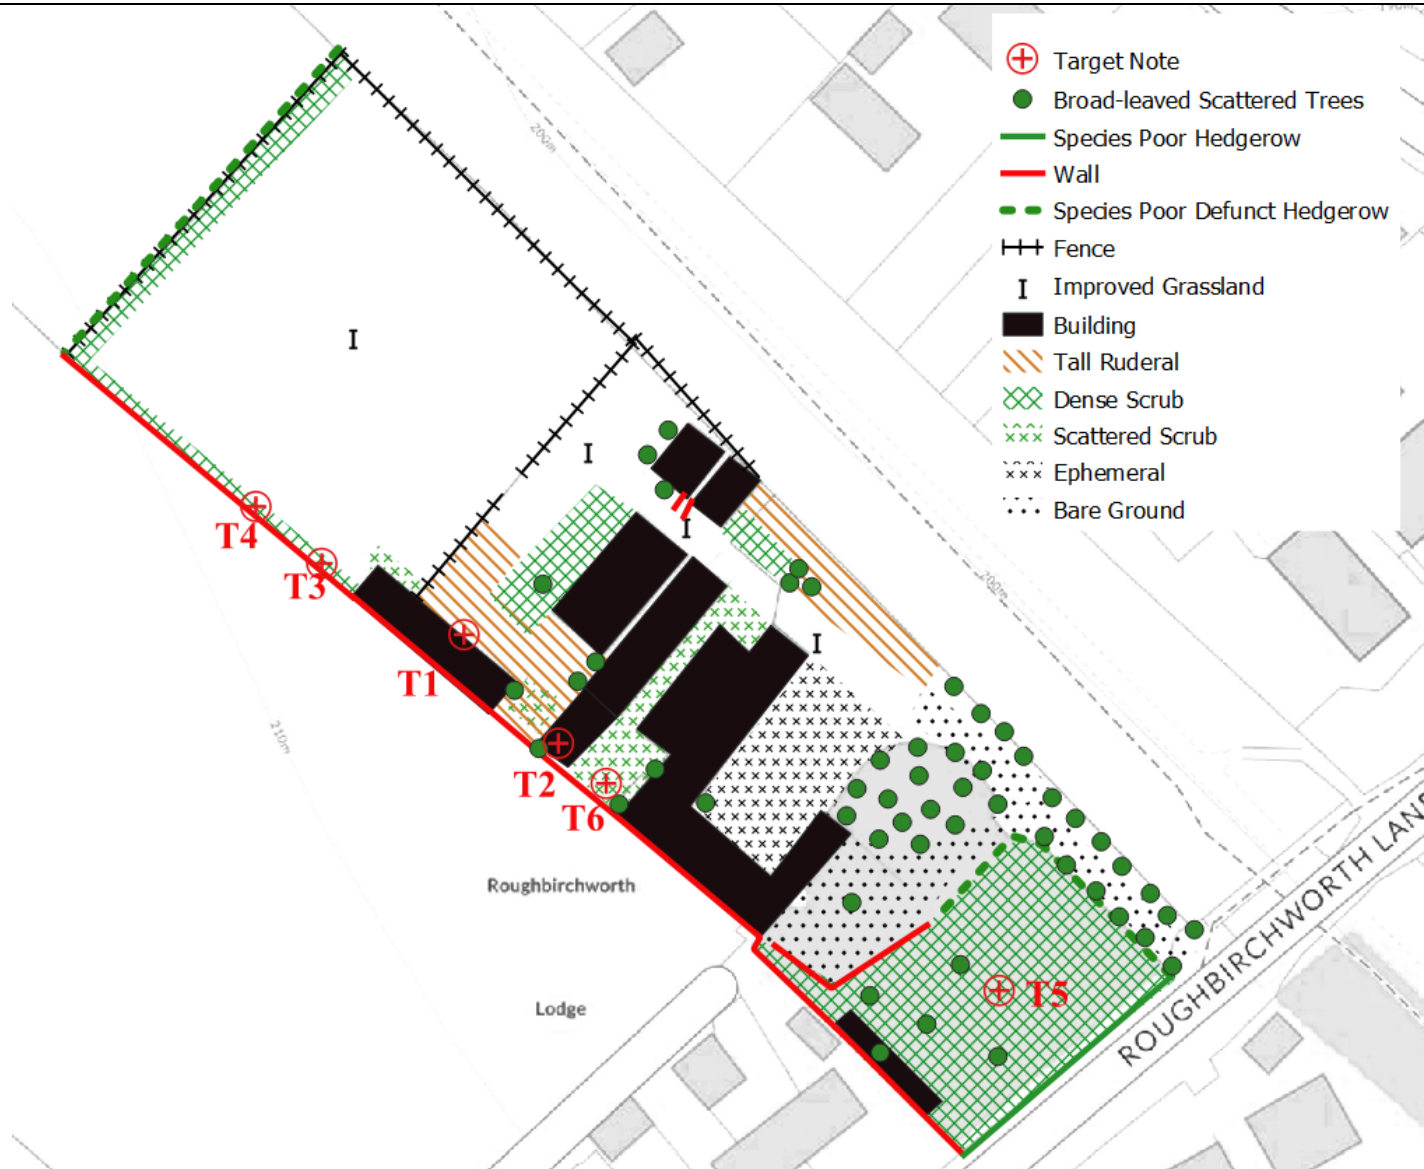 Target Note
Broad-leaved Scattered Trees
Species Poor Hedgerow
Wall
Species Poor Defunct Hedgerow
Fence
I Improved Grassland
Building
Tall Ruderal
Dense Scrub
Scattered Scrub
Ephemeral
Bare Ground
200m
I
I
T4
I
T3
200m
I
T1
210m
T2
T6
Roughbirchworth
Lodge
T5
ROUGHBIRCHWORTH LANE